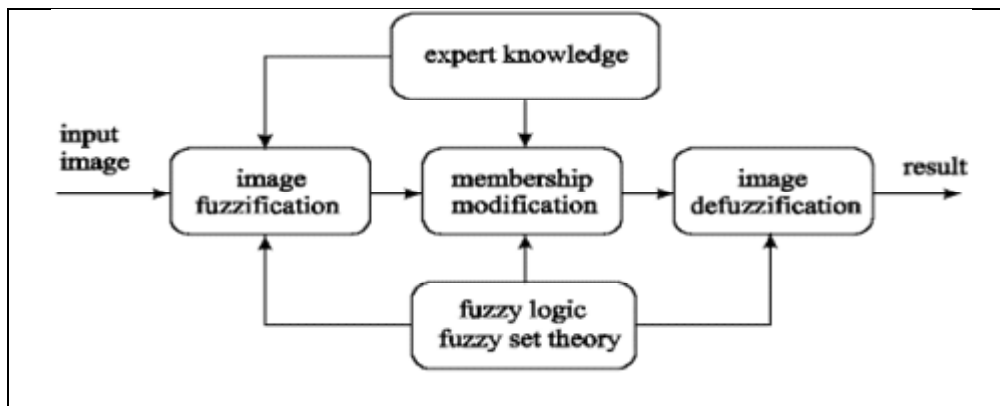 expert knowledge
input
image
image
fuzzification
membership
modification
image
defuzzification
result
fuzzy logic
fuzzy set theory